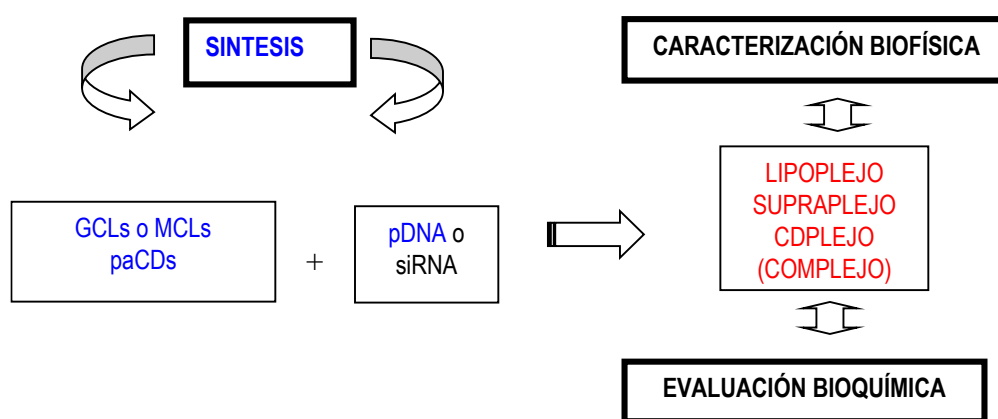 SINTESIS
CARACTERIZACIÓN BIOFÍSICA
GCLs o MCLs
paCDs
+
pDNA o
siRNA
LIPOPLEJO
SUPRAPLEJO
CDPLEJO
(COMPLEJO)
EVALUACIÓN BIOQUÍMICA